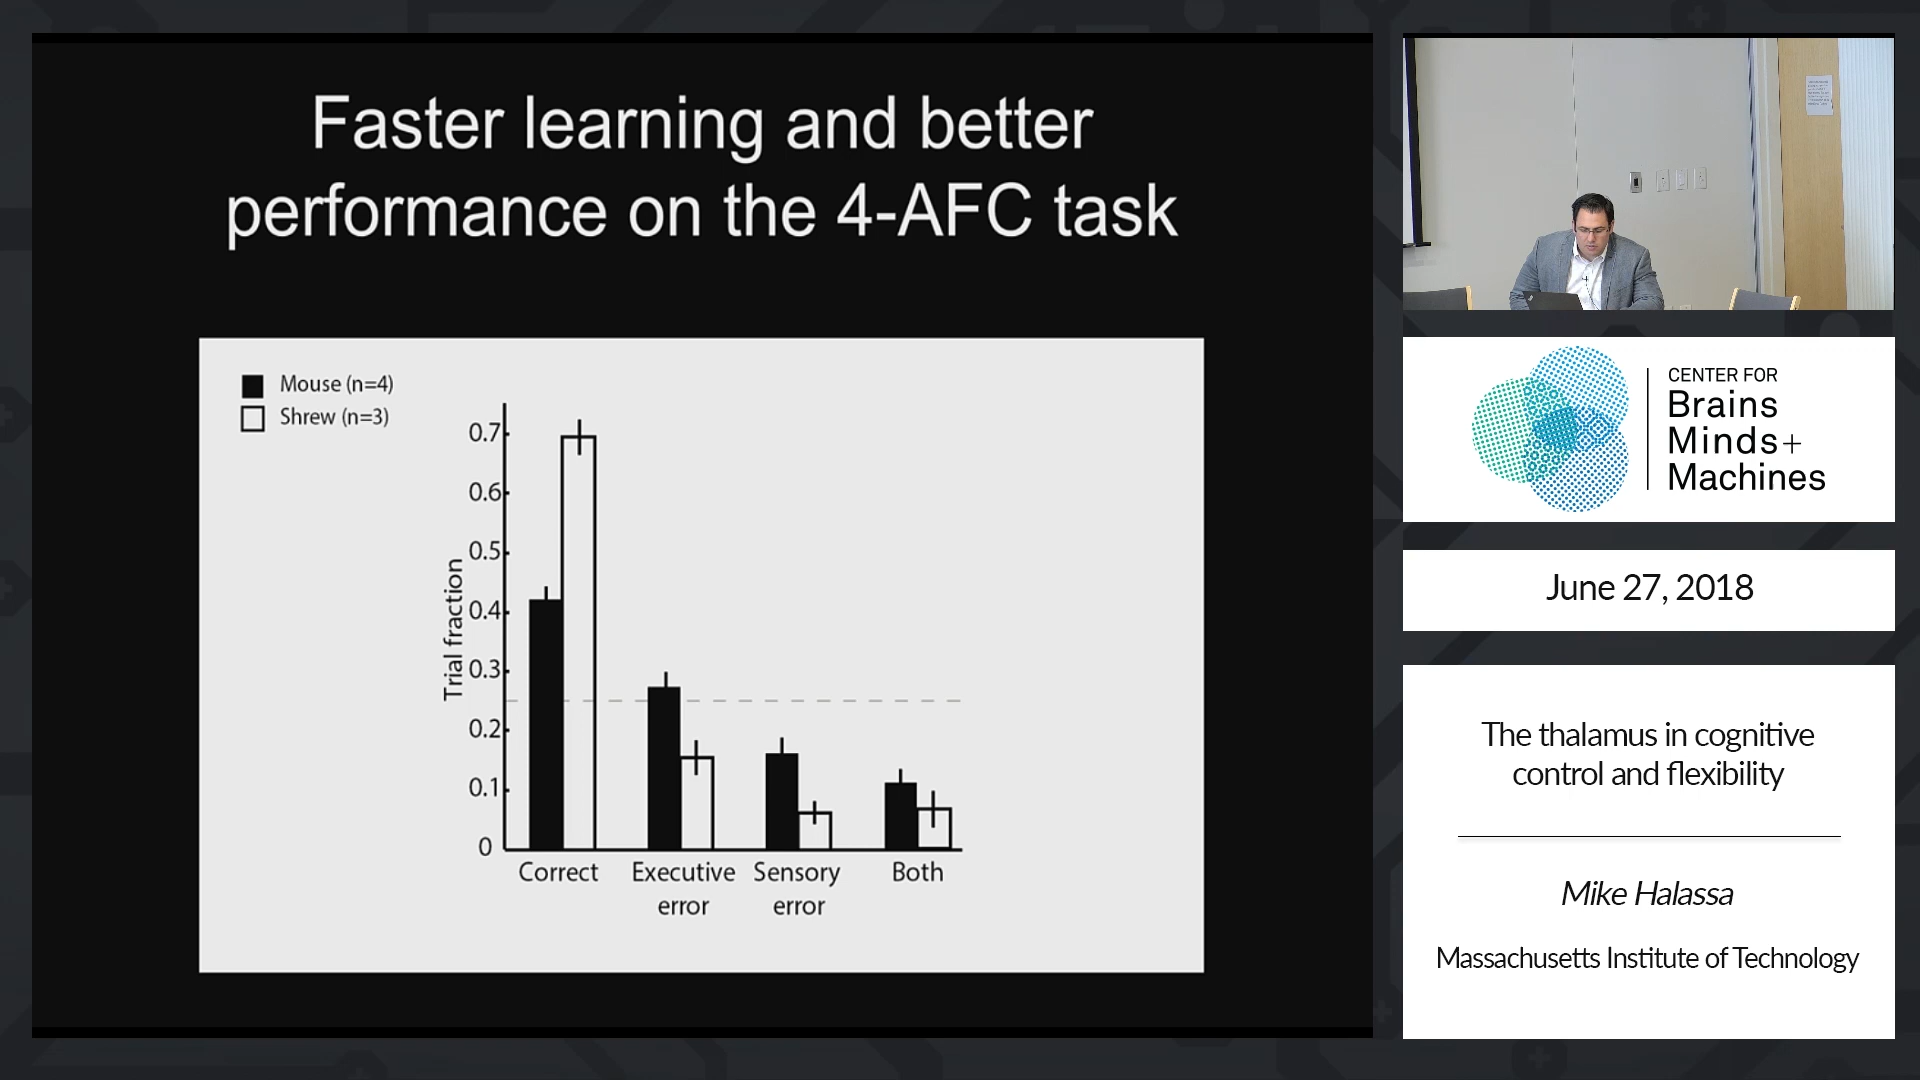 Faster learning and better
performance on the 4-AFC task
Mouse (n=4)
Shrew (n=3)
Trial fraction
0.7
0.6
0.5
0.4
0.3
0.2
0.1
0
Correct
Executive
error
Sensory
error
Both
CENTER FOR
Brains
Minds+
Machines
June 27, 2018
The thalamus in cognitive
control and flexibility
Mike Halassa
Massachusetts Institute of Technology